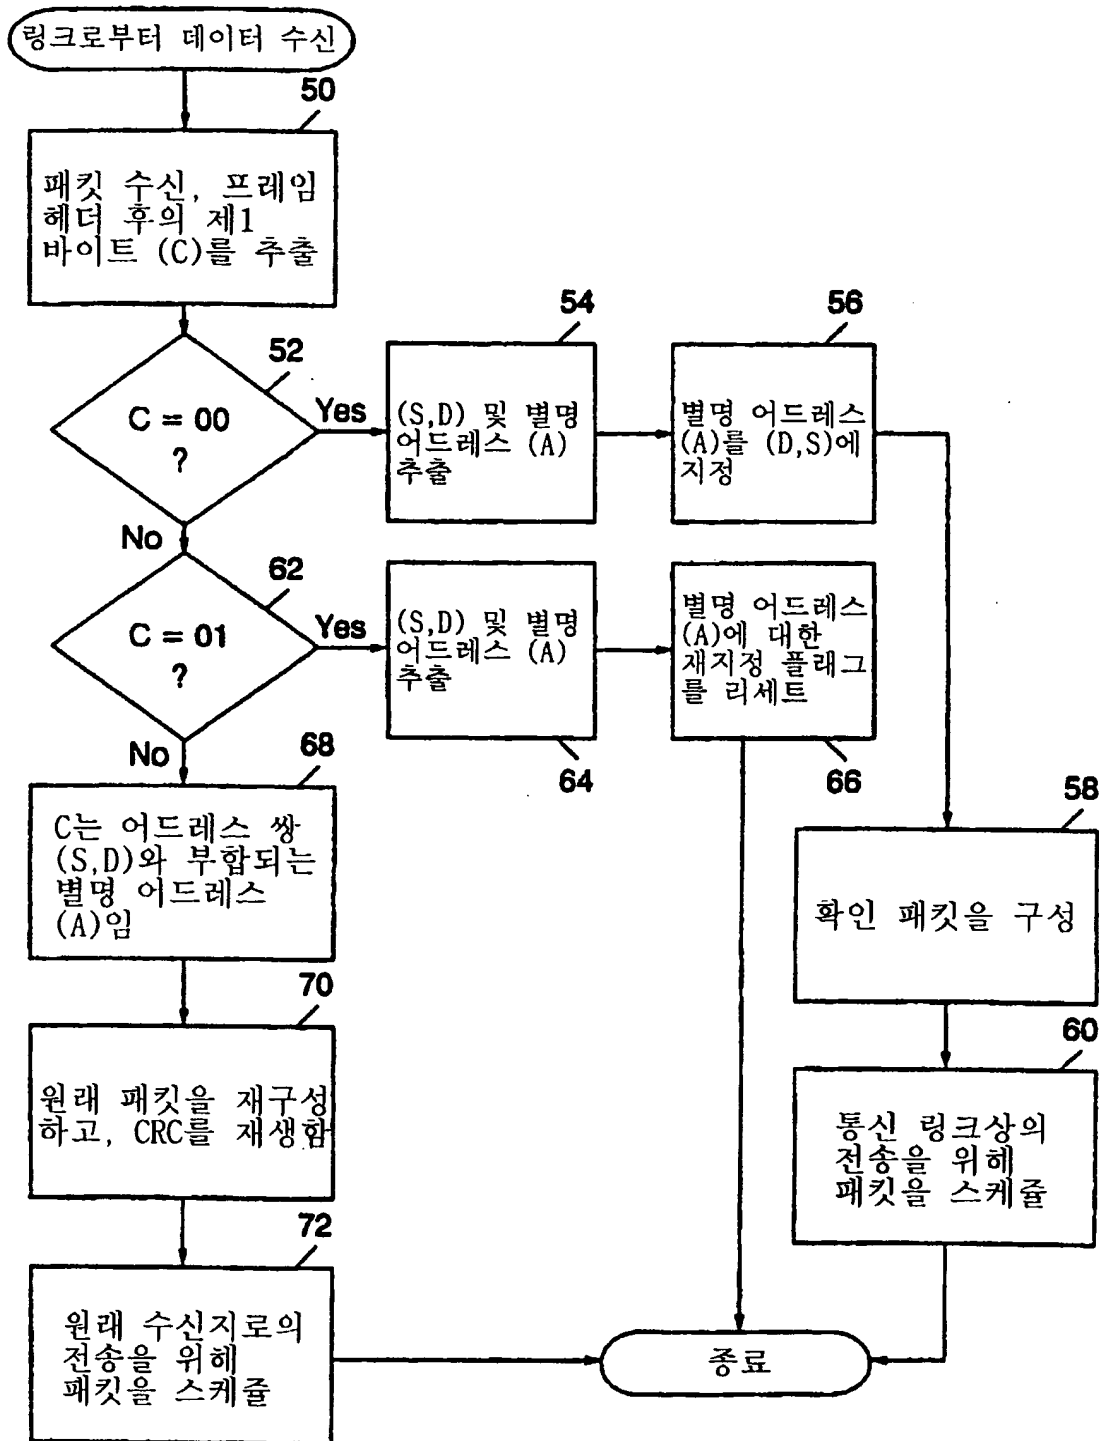 링크로부터 데이터 수신
50
패킷 수신, 프레임
헤더 후의 제1
바이트 (C)를 추출
52
C = 00
?
Yes
No
54
(S,D) 및 별명
어드레스 (A)
추출
56
별명 어드레스
(A)를 (D,S)에
지정
62
C = 01
?
Yes
No
(S,D) 및 별명
어드레스 (A)
추출
64
별명 어드레스
(A)에 대한
재지정 플래그
를 리세트
66
58
확인 패킷을 구성
60
통신 링크상의
전송을 위해
패킷을 스케쥴
68
C는 어드레스 쌍
(S,D)와 부합되는
별명 어드레스
(A)임
70
원래 패킷을 재구성
하고, CRC를 재생함
72
원래 수신지로의
전송을 위해
패킷을 스케쥴
종료